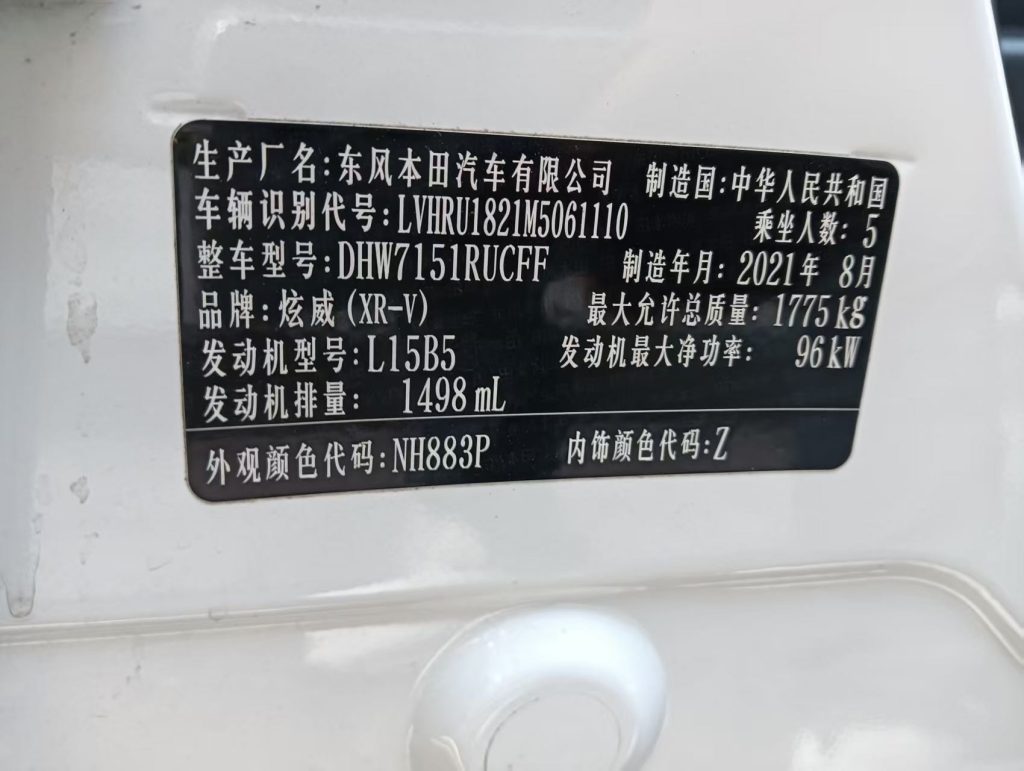 生产厂名:东风本田汽车有限公司 制造国:中华人民共和国
车辆识别代号:LVHRU1821M5061110 乘坐人数:5
整车型号:DHW7151RUCFF 制造年月:2021年 8月
品牌:炫威(XR-V) 最大允许总质量:1775kg
发动机型号:L15B5 发动机最大净功率: 96kW
发动机排量: 1498mL
外观颜色代码:NH883P 内饰颜色代码:Z